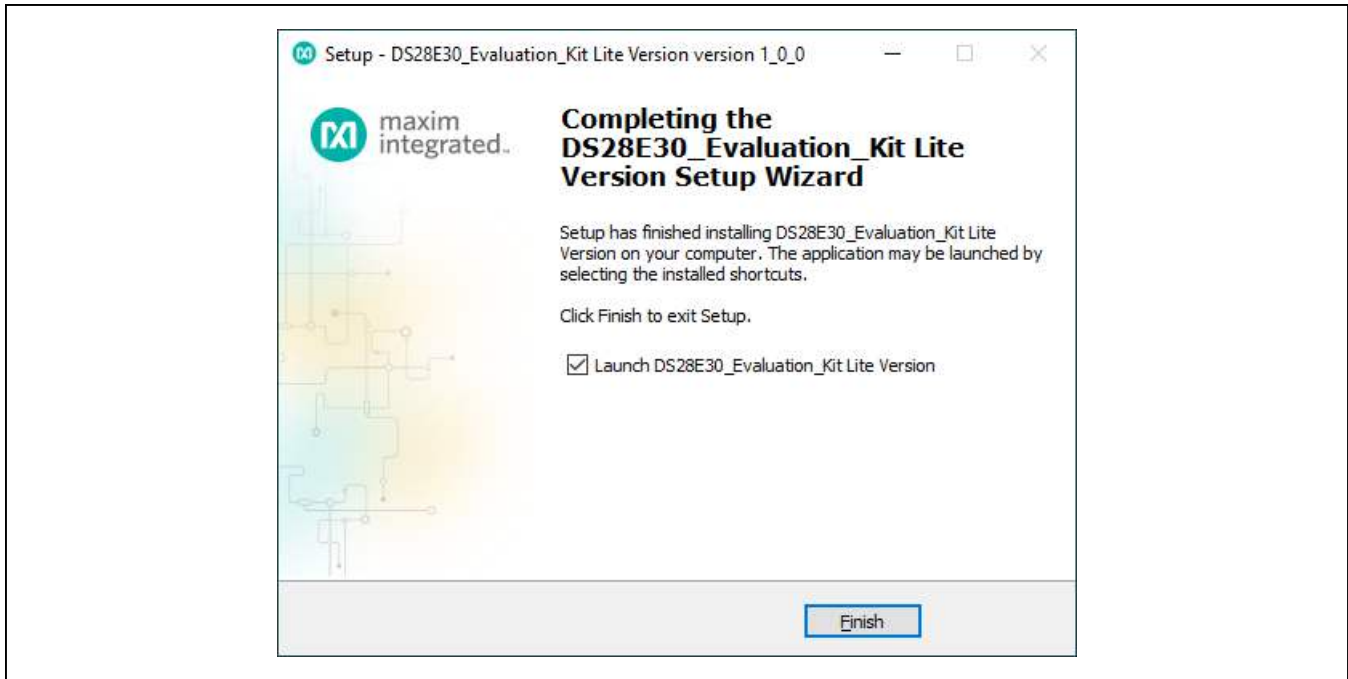 Setup - DS28E30_Evaluation_Kit Lite Version version 1_0_0
maxim
integrated.
Completing the
DS28E30_Evaluation_Kit Lite
Version Setup Wizard
Setup has finished installing DS28E30_Evaluation_Kit Lite
Version on your computer. The application may be launched by
selecting the installed shortcuts.
Click Finish to exit Setup.
Launch DS28E30_Evaluation_Kit Lite Version
Finish